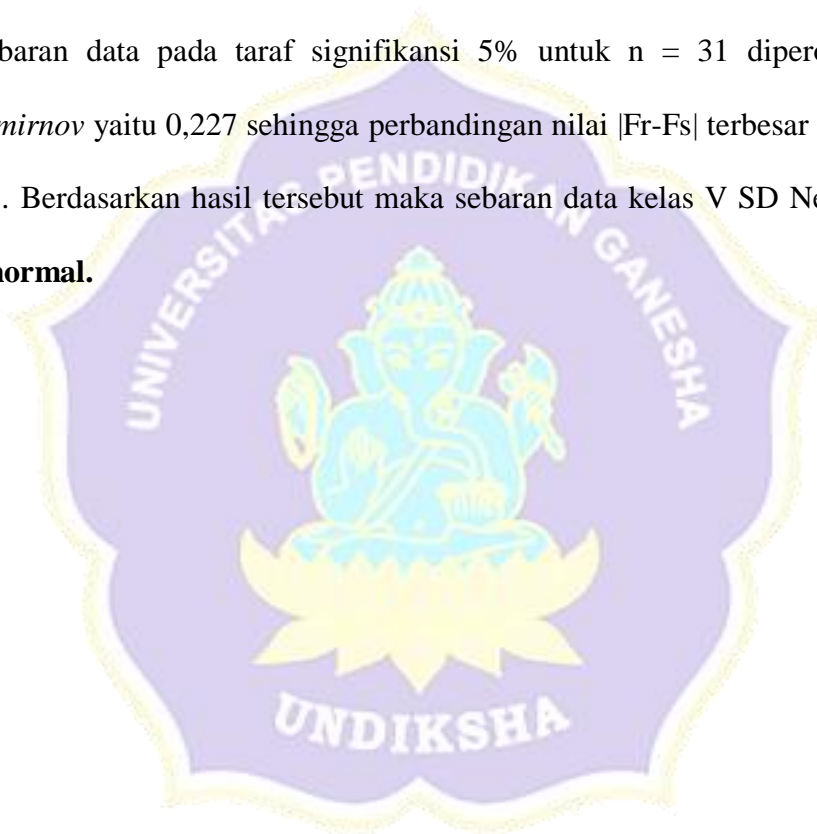 baran data pada taraf signifikansi 5% untuk n = 31 dipero
mirnov yaitu 0,227 sehingga perbandingan nilai |Fr-Fs| terbesar
. Berdasarkan hasil tersebut maka sebaran data kelas V SD Ne
normal.
UNIVERSITAS PENDIDIKAN GANESHA
UNDIKSHA